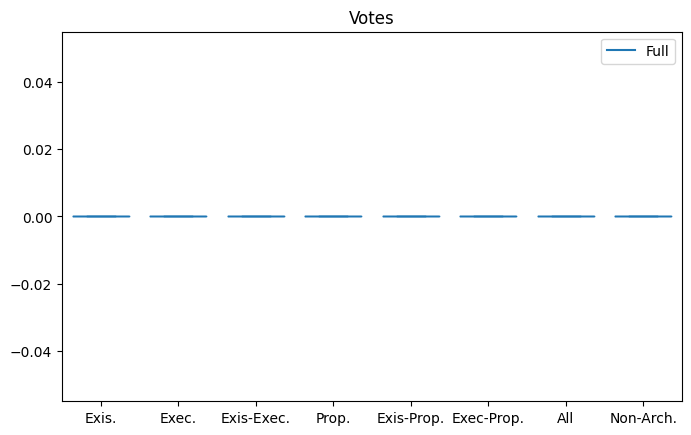 Votes
Full
0.04
0.02
0.00
−0.02
−0.04
Exis. Exec. Exis-Exec. Prop. Exis-Prop. Exec-Prop. All Non-Arch.